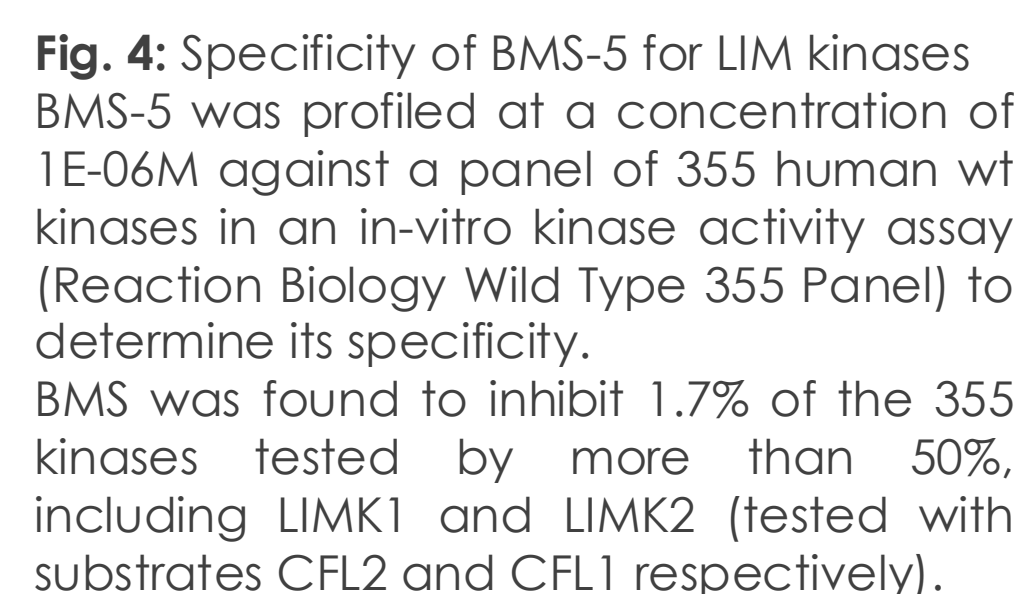 Fig. 4: Specificity of BMS-5 for LIM kinases
BMS-5 was profiled at a concentration of
1E-06M against a panel of 355 human wt
kinases in an in-vitro kinase activity assay
(Reaction Biology Wild Type 355 Panel) to
determine its specificity.
BMS was found to inhibit 1.7% of the 355
kinases tested by more than 50%,
including LIMK1 and LIMK2 (tested with
substrates CFL2 and CFL1 respectively).